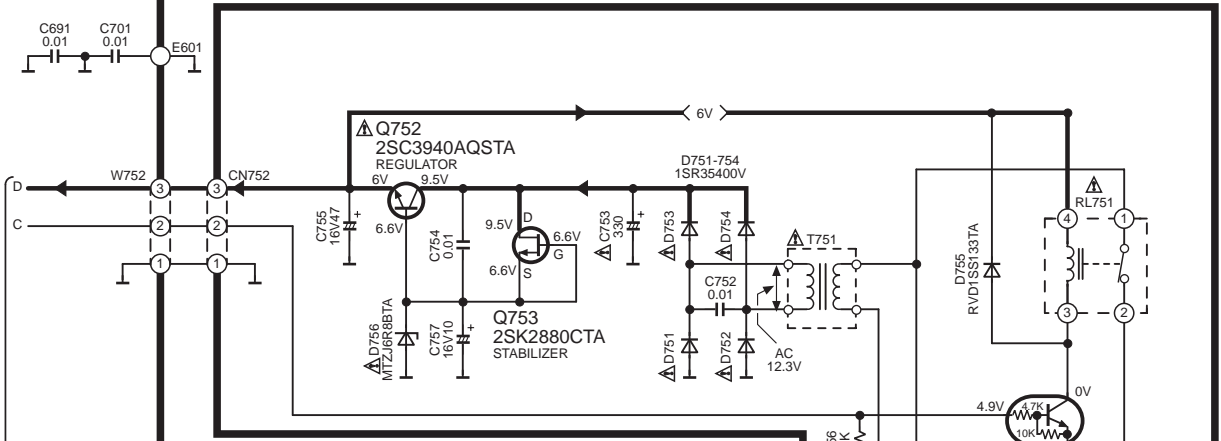 C691
0.01
C701
0.01
E601
Q752
2SC3940AQSTA
REGULATOR
6V
D751-754
1SR35400V
W752
CN752
D
3
3
6V
9.5V
RL751
C
2
2
6.6V
C755
16V47
+
C754
0.01
9.5V
D
6.6V
G
6.6V
S
C753
330
+
D753
D754
T751
4
1
D755
RVD1SS133TA
1
1
C752
0.01
3
2
D756
MTZJ6R8BTA
C757
16V10
+
Q753
2SK2880CTA
STABILIZER
D751
D752
AC
12.3V
0V
4.9V
4.7K
10K